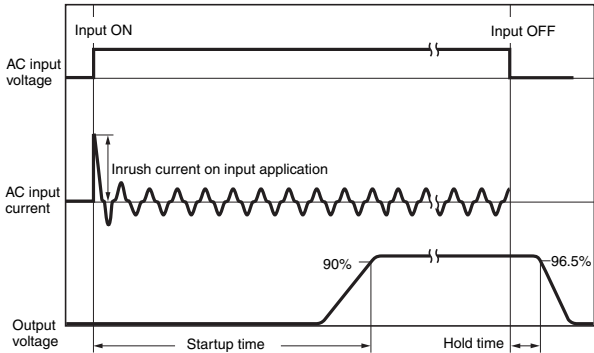 Input ON
Input OFF
AC input
voltage
Inrush current on input application
AC input
current
90%
96.5%
Output
voltage
Startup time
Hold time